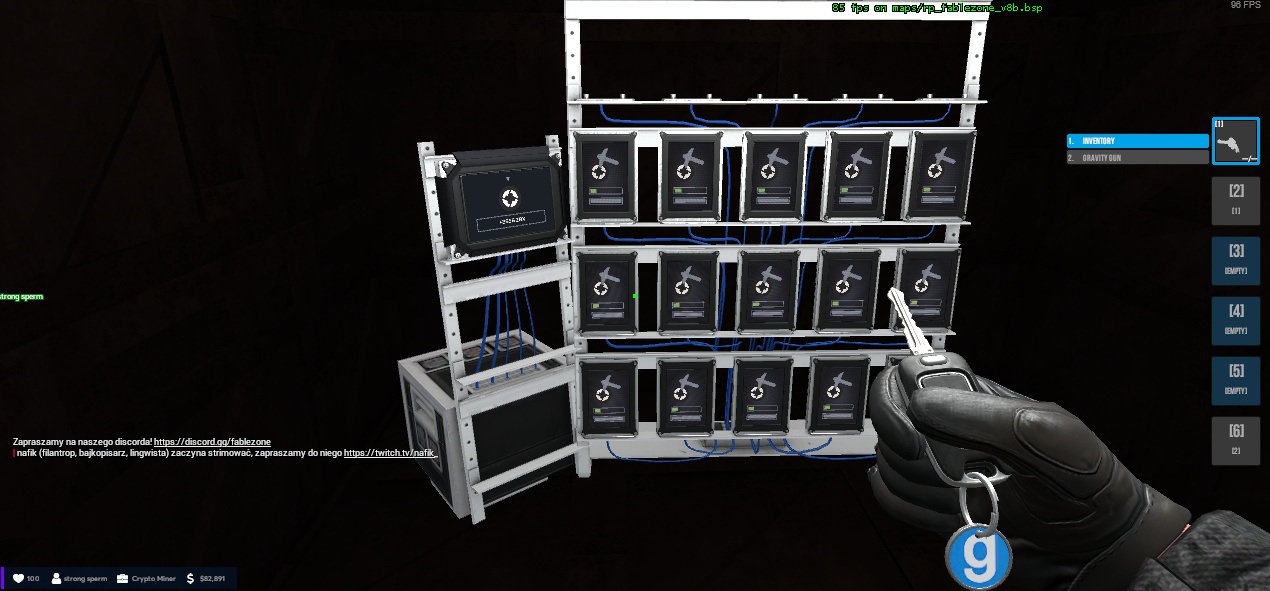 85 fps on maps/rp_fablezone_v8b.bsp
96 FPS
1. INVENTORY
2. GRAVITY GUN
[1]
[2]
[1]
[3]
[EMPTY]
[4]
[EMPTY]
[5]
[EMPTY]
[6]
[2]
strong sperm
Zapraszamy na naszego discorda! https://discord.gg/fablezone
nafik (filantrop, bajkopisarz, lingwista) zaczyna strimować, zapraszamy do niego https://twitch.tv/nafik_
g
100 strong sperm Crypto Miner $ $82,891